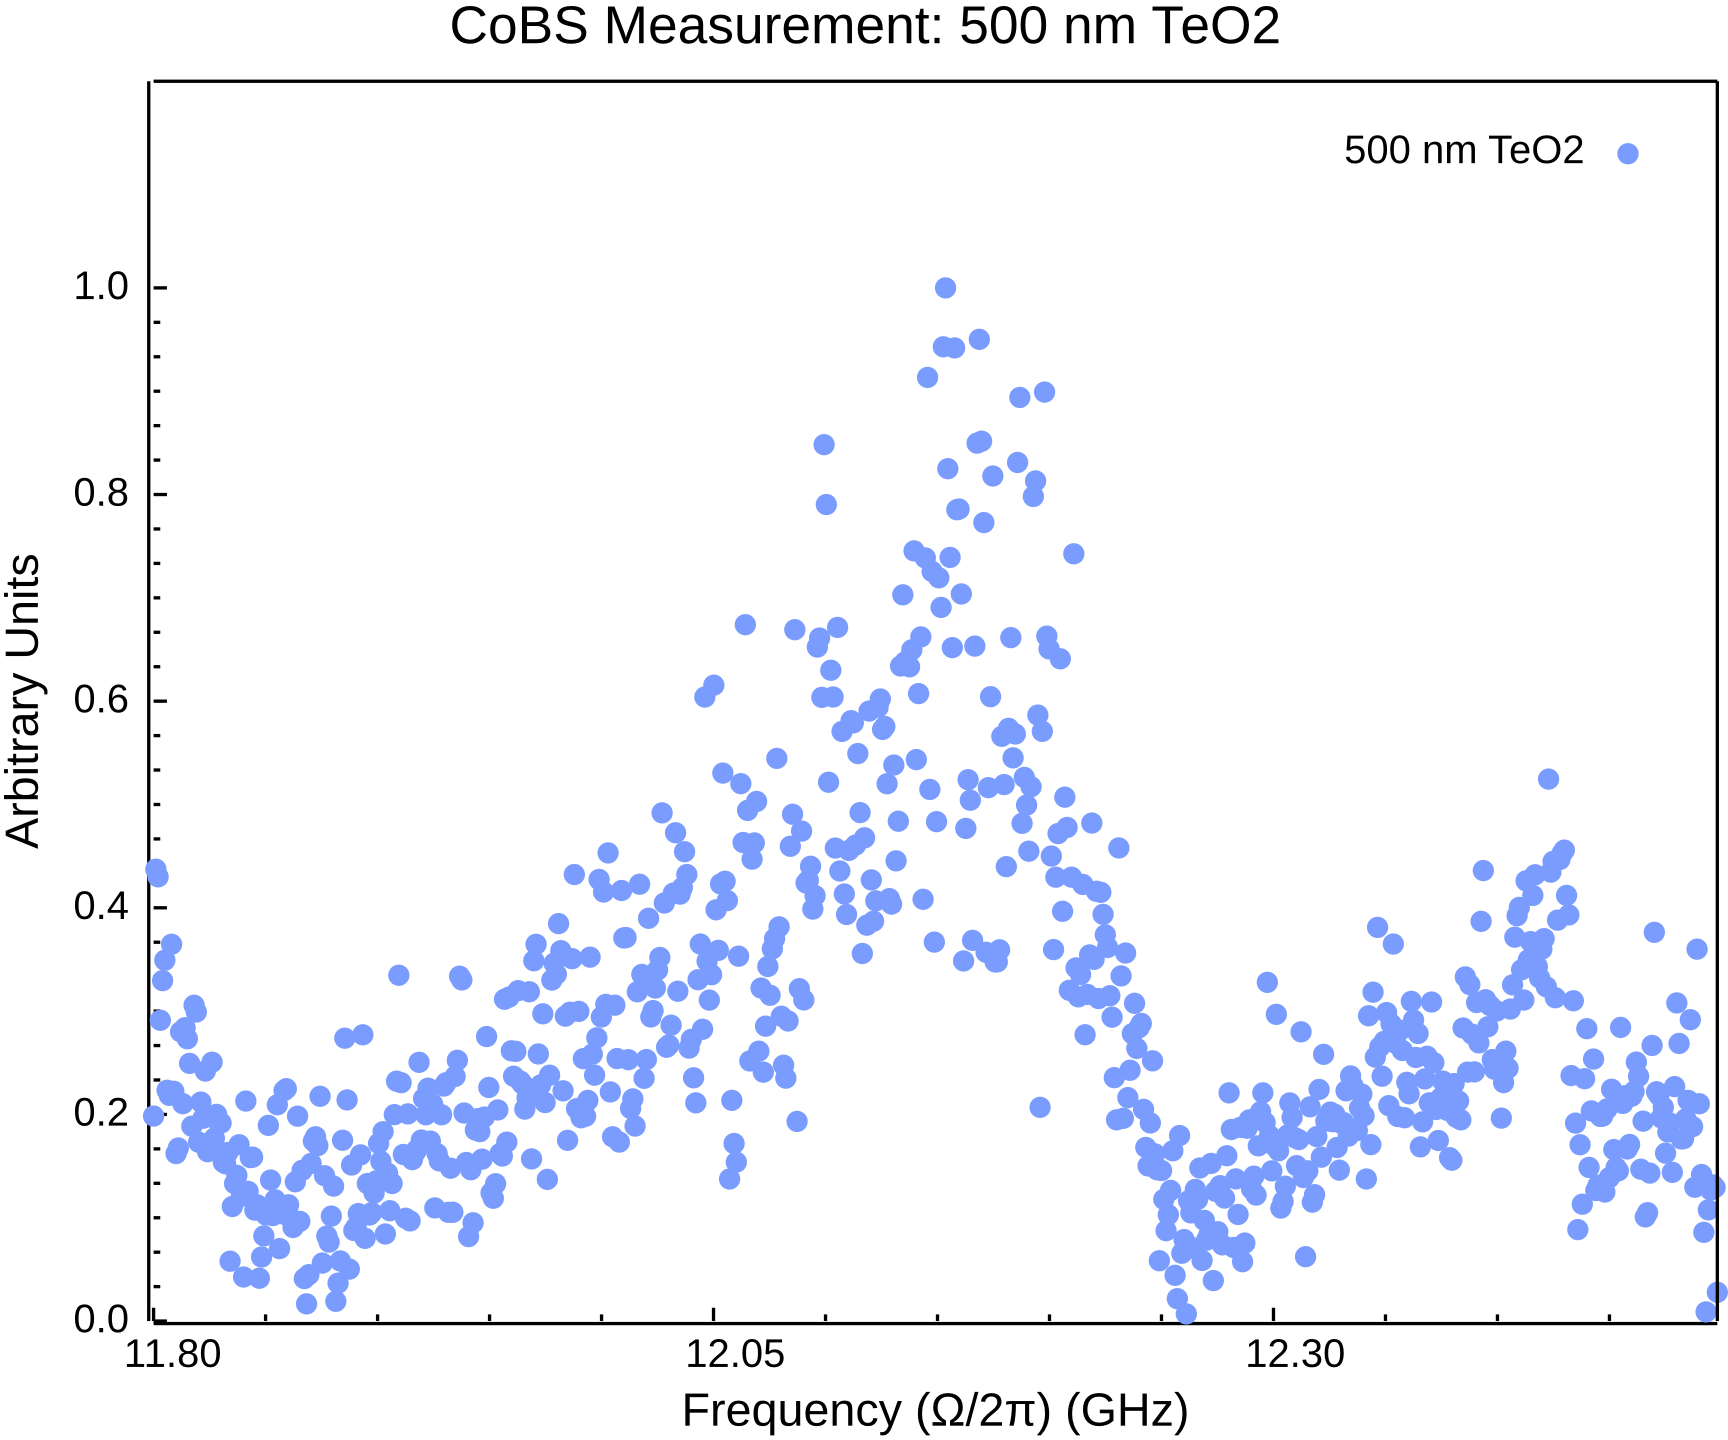 CoBS Measurement: 500 nm TeO2
500 nm TeO2
1.0
0.8
0.6
0.4
0.2
0.0
Arbitrary Units
11.80 12.05 12.30
Frequency (Ω/2π) (GHz)